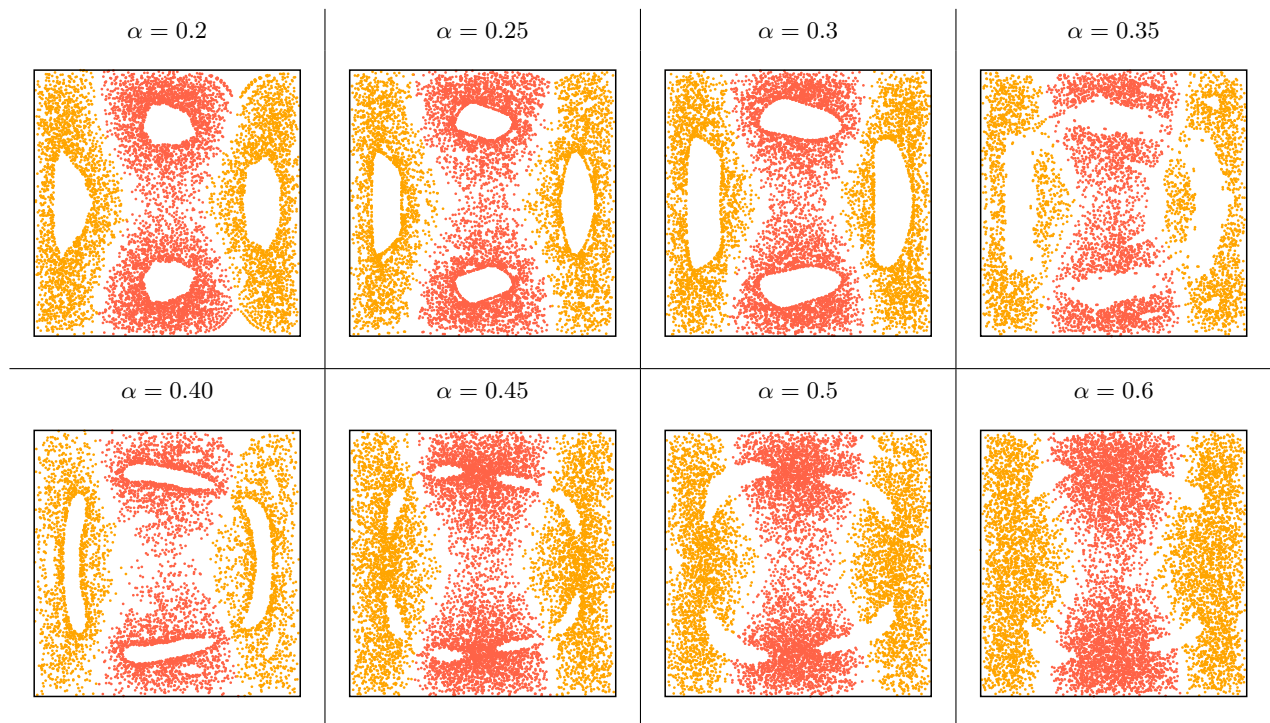 α = 0.2
α = 0.25
α = 0.3
α = 0.35
α = 0.40
α = 0.45
α = 0.5
α = 0.6